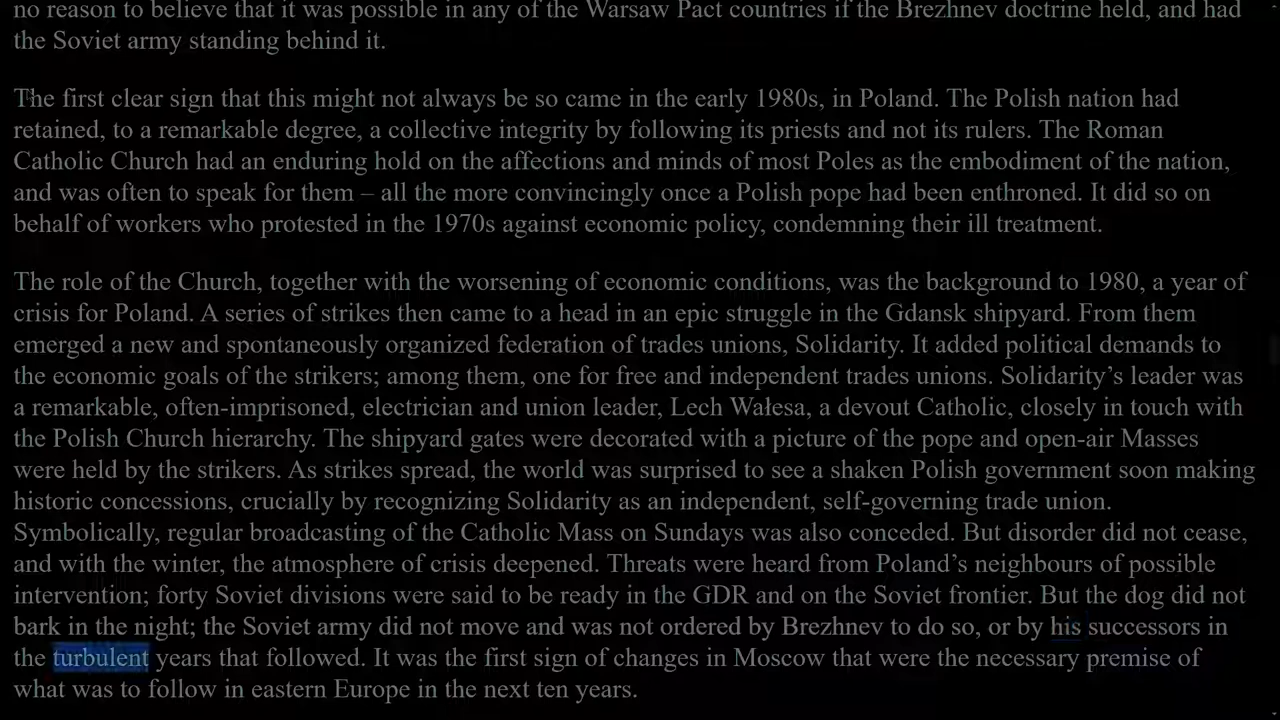 no reason to believe that it was possible in any of the Warsaw Pact countries if the Brezhnev doctrine held, and had
the Soviet army standing behind it.
The first clear sign that this might not always be so came in the early 1980s, in Poland. The Polish nation had
retained, to a remarkable degree, a collective integrity by following its priests and not its rulers. The Roman
Catholic Church had an enduring hold on the affections and minds of most Poles as the embodiment of the nation,
and was often to speak for them – all the more convincingly once a Polish pope had been enthroned. It did so on
behalf of workers who protested in the 1970s against economic policy, condemning their ill treatment.
The role of the Church, together with the worsening of economic conditions, was the background to 1980, a year of
crisis for Poland. A series of strikes then came to a head in an epic struggle in the Gdansk shipyard. From them
emerged a new and spontaneously organized federation of trades unions, Solidarity. It added political demands to
the economic goals of the strikers; among them, one for free and independent trades unions. Solidarity’s leader was
a remarkable, often-imprisoned, electrician and union leader, Lech Wałesa, a devout Catholic, closely in touch with
the Polish Church hierarchy. The shipyard gates were decorated with a picture of the pope and open-air Masses
were held by the strikers. As strikes spread, the world was surprised to see a shaken Polish government soon making
historic concessions, crucially by recognizing Solidarity as an independent, self-governing trade union.
Symbolically, regular broadcasting of the Catholic Mass on Sundays was also conceded. But disorder did not cease,
and with the winter, the atmosphere of crisis deepened. Threats were heard from Poland’s neighbours of possible
intervention; forty Soviet divisions were said to be ready in the GDR and on the Soviet frontier. But the dog did not
bark in the night; the Soviet army did not move and was not ordered by Brezhnev to do so, or by his successors in
the turbulent years that followed. It was the first sign of changes in Moscow that were the necessary premise of
what was to follow in eastern Europe in the next ten years.